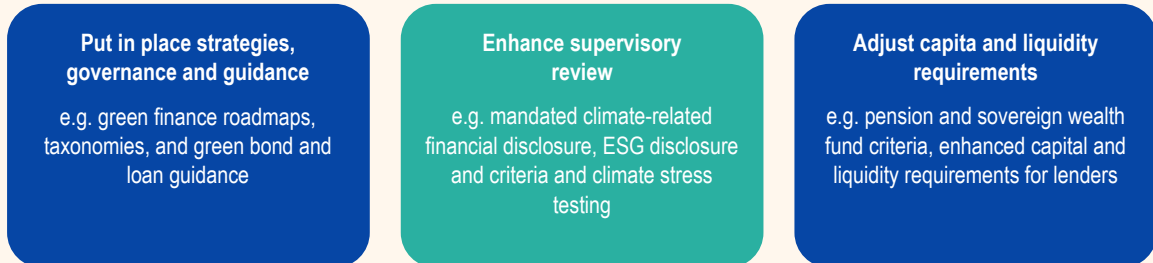 Put in place strategies,
governance and guidance
e.g. green finance roadmaps,
taxonomies, and green bond and
loan guidance
Enhance supervisory
review
e.g. mandated climate-related
financial disclosure, ESG disclosure
and criteria and climate stress
testing
Adjust capita and liquidity
requirements
e.g. pension and sovereign wealth
fund criteria, enhanced capital and
liquidity requirements for lenders